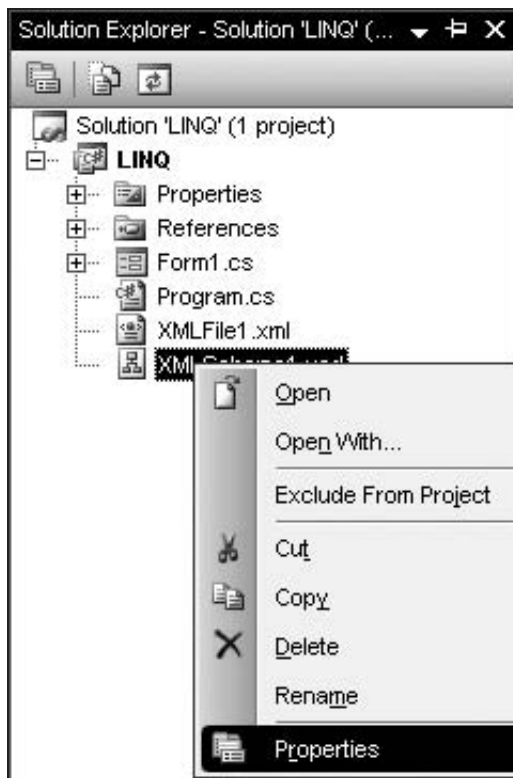 Solution Explorer - Solution 'LINQ' (...
Solution 'LINQ' (1 project)
LINQ
Properties
References
Form1.cs
Program.cs
XMLFile1.xml
Open
Open With...
Exclude From Project
Cut
Copy
Delete
Rename
Properties